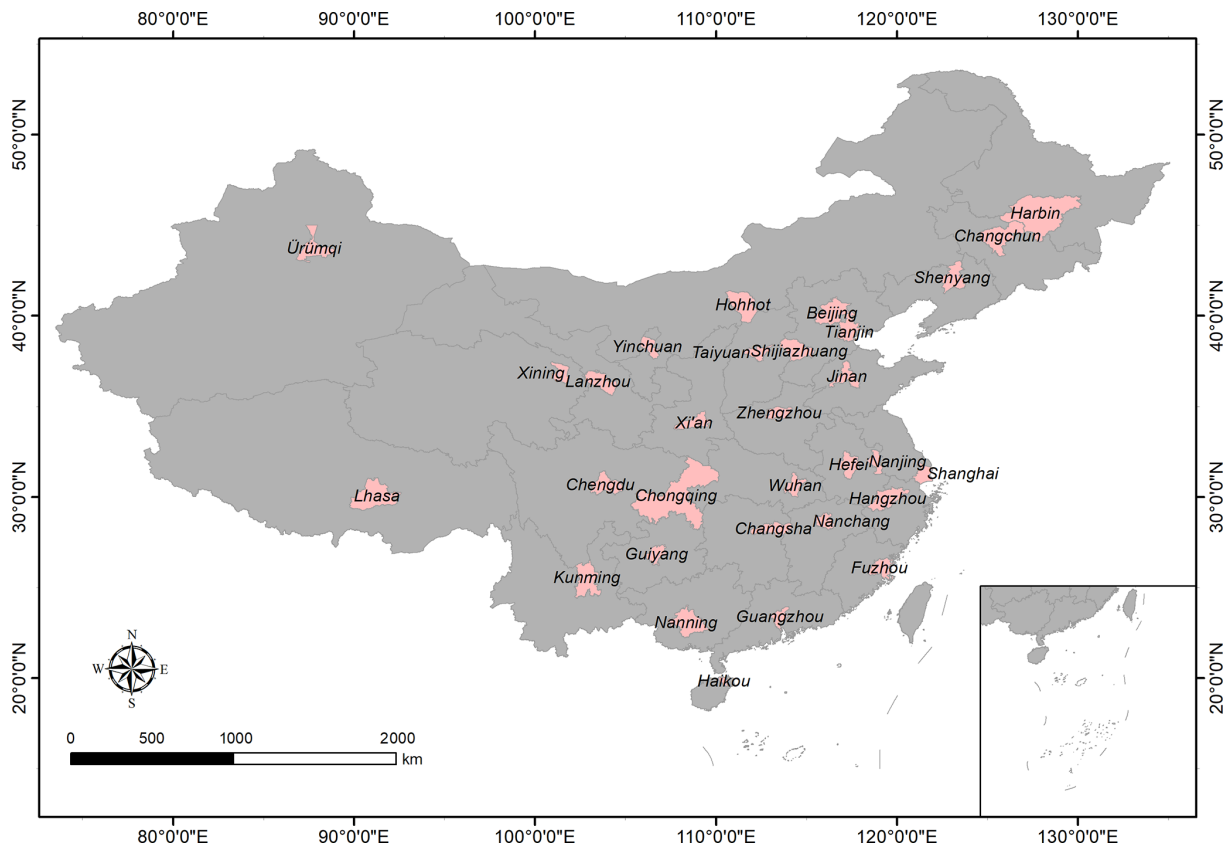 80°0'0"E 90°0'0"E 100°0'0"E 110°0'0"E 120°0'0"E 130°0'0"E
50°0'0"N
50°0'0"N
Harbin
Changchun
Ürümqi
Shenyang
Hohhot
Beijing
40°0'0"N
40°0'0"N
Tianjin
Yinchuan
Taiyuan
Shijiazhuang
Xining
Lanzhou
Jinan
Zhengzhou
Xi'an
Hefei
Nanjing
Shanghai
Chengdu
Wuhan
Lhasa
Chongqing
Hangzhou
30°0'0"N
30°0'0"N
Nanchang
Changsha
Guiyang
Fuzhou
Kunming
Guangzhou
Nanning
N
W
E
S
20°0'0"N
20°0'0"N
Haikou
0 500 1000 2000
km
80°0'0"E 90°0'0"E 100°0'0"E 110°0'0"E 120°0'0"E 130°0'0"E